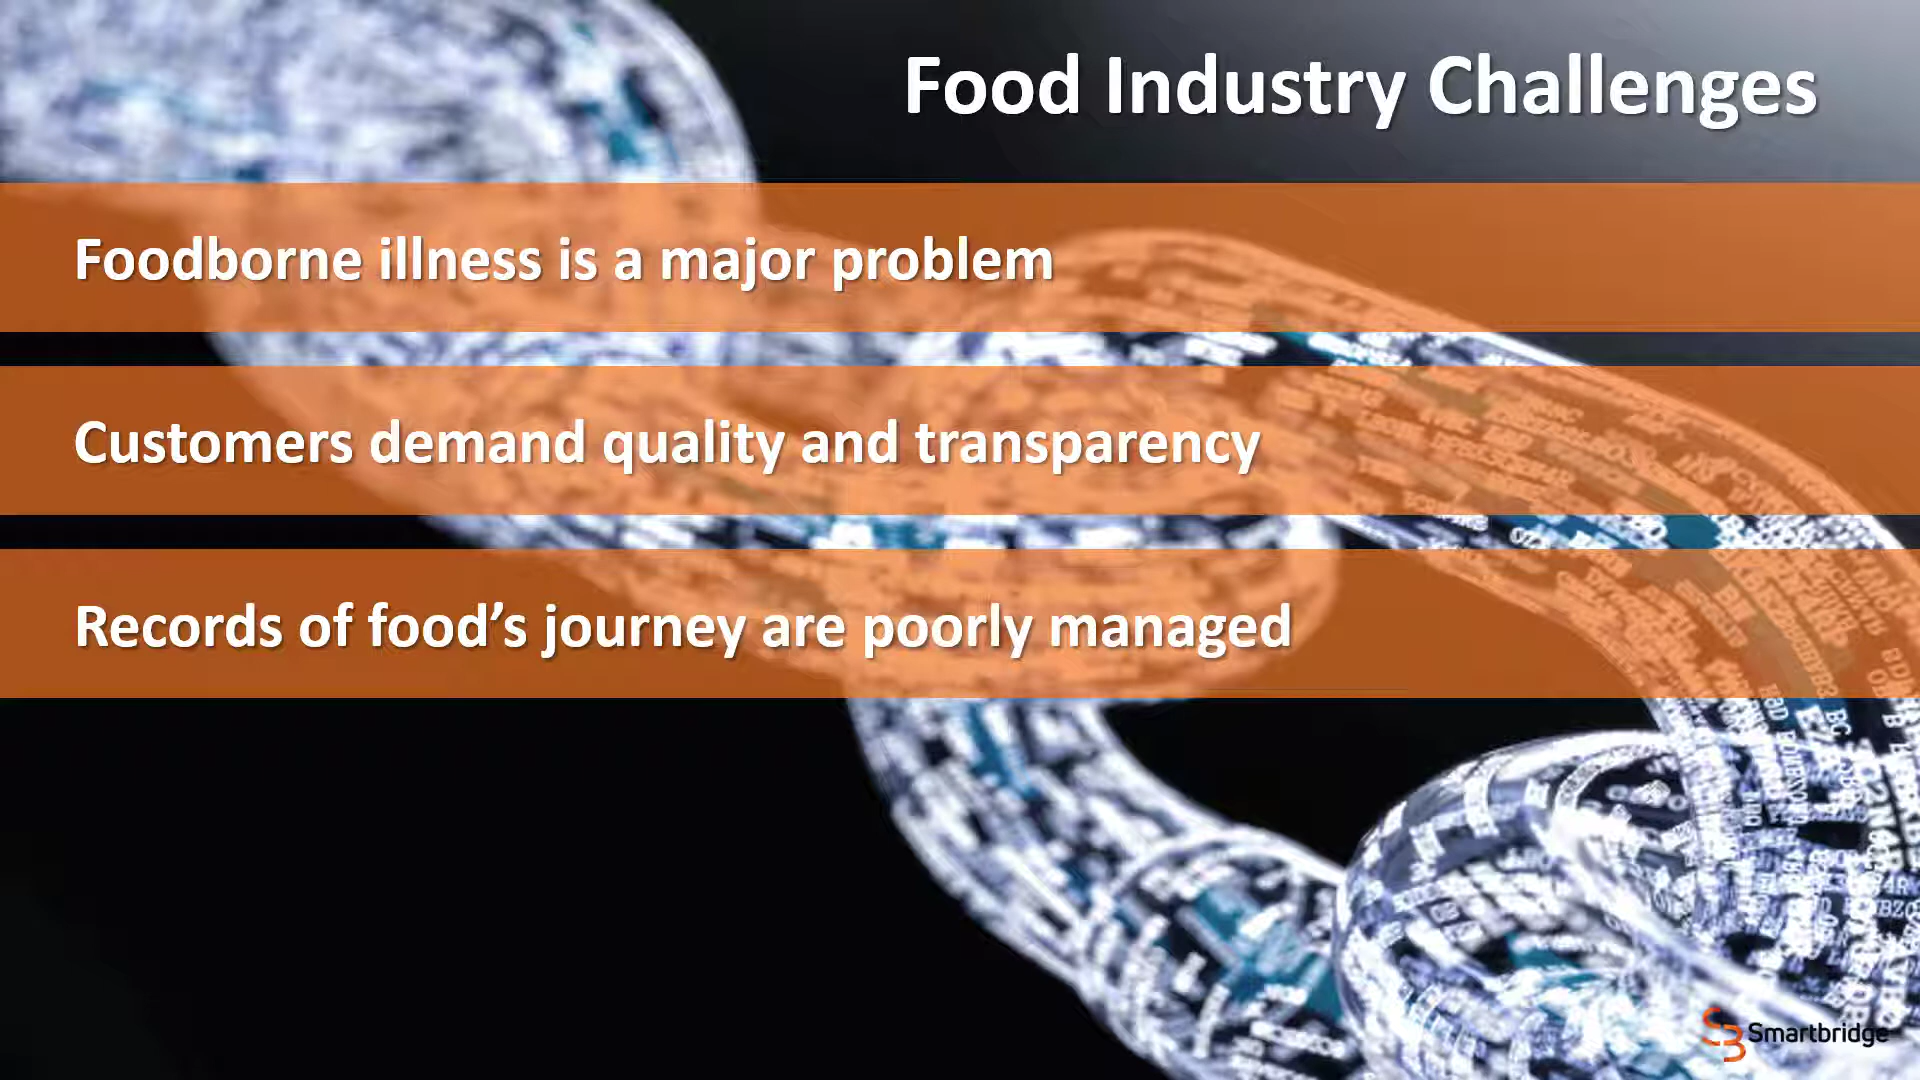 Food Industry Challenges
Foodborne illness is a major problem
Customers demand quality and transparency
Records of food’s journey are poorly managed
Smartbridge